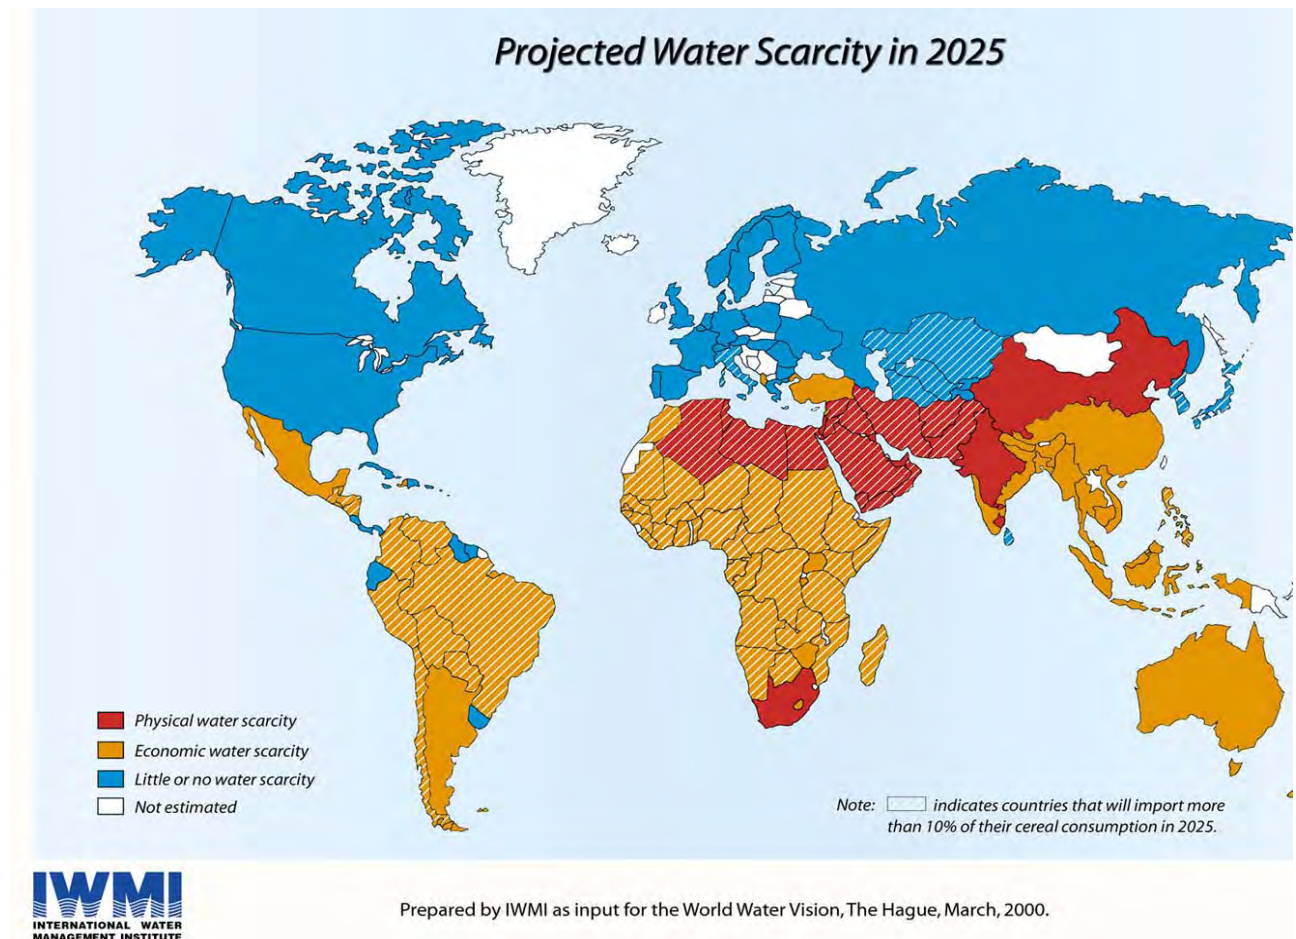 Projected Water Scarcity in 2025
Physical water scarcity
Economic water scarcity
Little or no water scarcity
Not estimated
Note: indicates countries that will import more
than 10% of their cereal consumption in 2025.
IWMI
INTERNATIONAL WATER
MANAGEMENT INSTITUTE
Prepared by IWMI as input for the World Water Vision, The Hague, March, 2000.